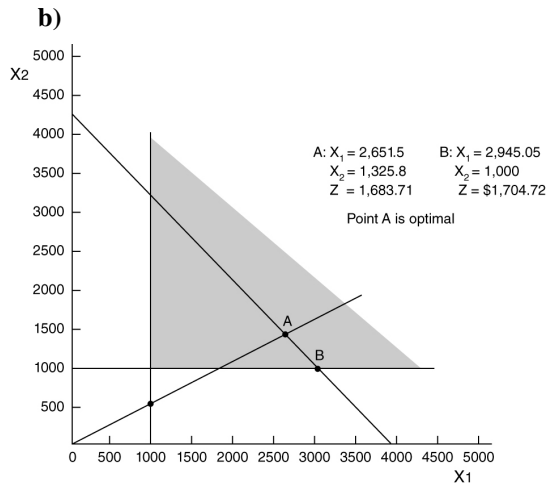 b)
X2
5000
4500
4000
3500
3000
2500
2000
1500
1000
500
A: X1 = 2,651.5
X2 = 1,325.8
Z = 1,683.71
B: X1 = 2,945.05
X2 = 1,000
Z = $1,704.72
Point A is optimal
A
B
0 500 1000 1500 2000 2500 3000 3500 4000 4500 5000
X1